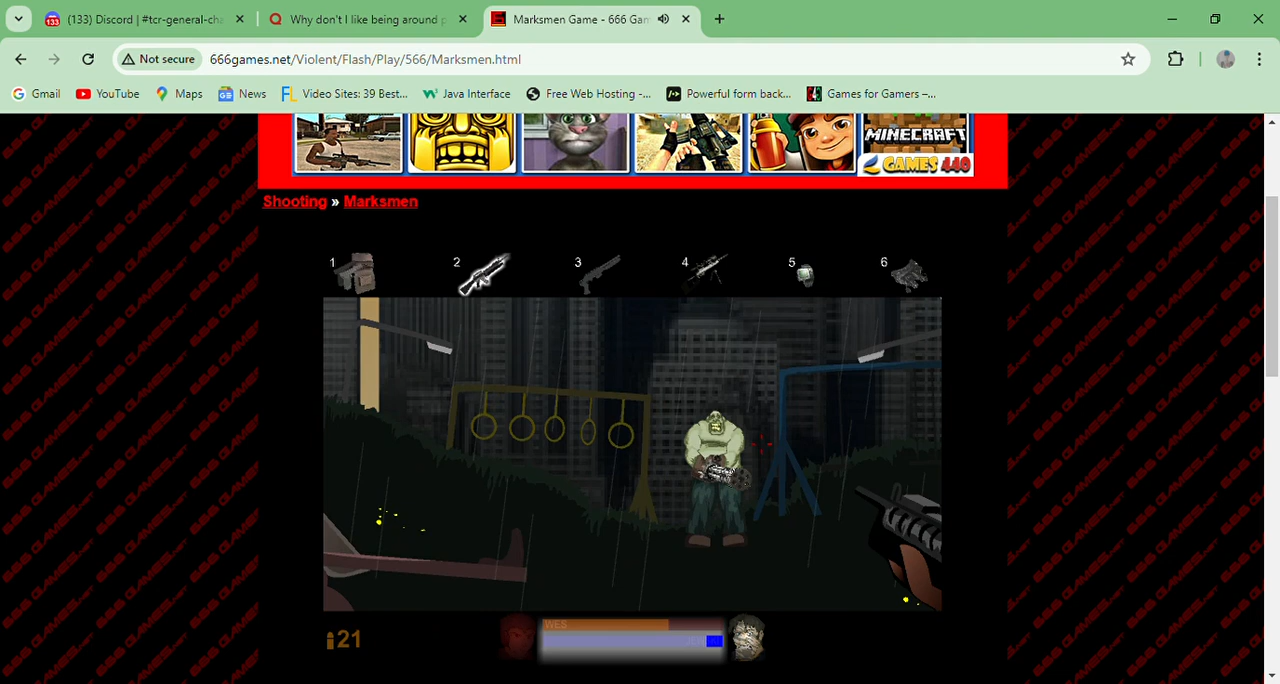 (133) Discord | #tcr-general-cha
Why don't I like being around p
Marksmen Game - 666 Gam
Not secure
666games.net/Violent/Flash/Play/566/Marksmen.html
Gmail
YouTube
Maps
News
Video Sites: 39 Best...
Java Interface
Free Web Hosting -...
Powerful form back...
Games for Gamers –...
MINECRAFT
GAMES 440
Shooting » Marksmen
1
2
3
4
5
6
WES
21